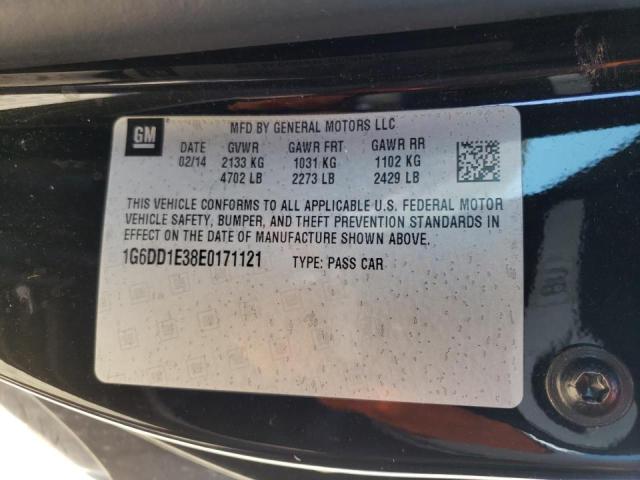 GM
MFD BY GENERAL MOTORS LLC
DATE GVWR GAWR FRT GAWR RR
02/14 2133 KG 1031 KG 1102 KG
4702 LB 2273 LB 2429 LB
THIS VEHICLE CONFORMS TO ALL APPLICABLE U.S. FEDERAL MOTOR
VEHICLE SAFETY, BUMPER, AND THEFT PREVENTION STANDARDS IN
EFFECT ON THE DATE OF MANUFACTURE SHOWN ABOVE.
1G6DD1E38E0171121 TYPE: PASS CAR